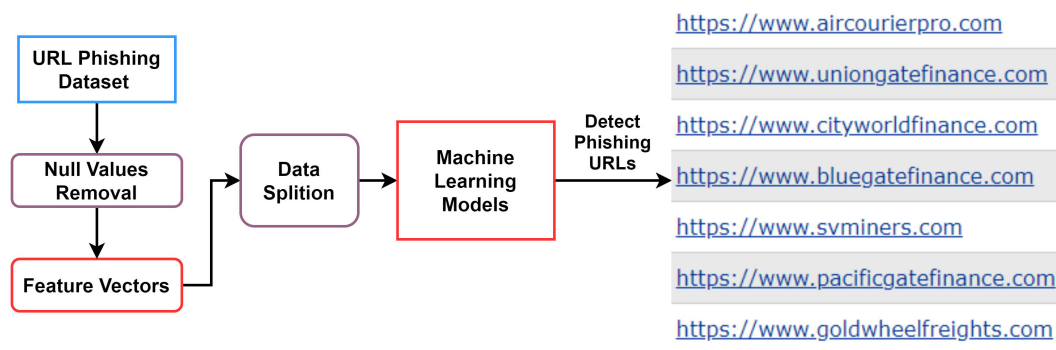 URL Phishing
Dataset
Null Values
Removal
Feature Vectors
Data
Splition
Machine
Learning
Models
Detect
Phishing
URLs
https://www.aircourierpro.com
https://www.uniongatefinance.com
https://www.cityworldfinance.com
https://www.bluegatefinance.com
https://www.svminers.com
https://www.pacificgatefinance.com
https://www.goldwheelfreights.com